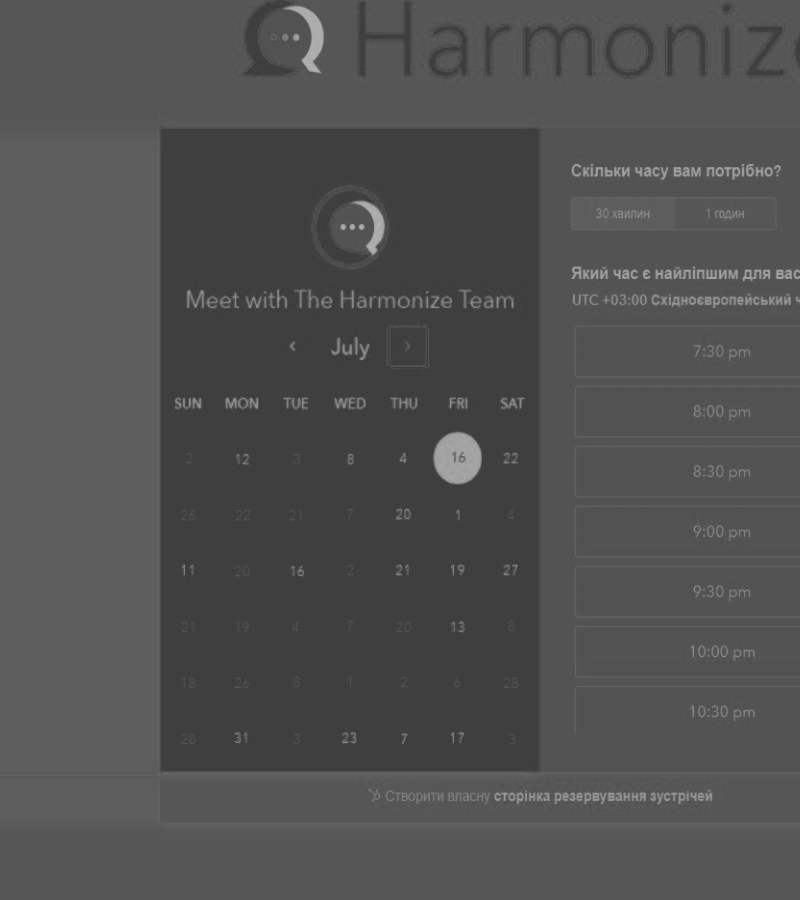 Harmonize
Meet with The Harmonize Team
July
SUN MON TUE WED THU FRI SAT
2 12 3 8 4 16 22
26 22 21 7 20 1 4
11 20 16 2 21 19 27
21 19 4 7 20 13 8
18 26 8 1 2 6 28
28 31 3 23 7 17 3
Скільки часу вам потрібно?
30 хвилин 1 годин
Який час є найліпшим для вас
UTC +03:00 Східноєвропейський ч
7:30 pm
8:00 pm
8:30 pm
9:00 pm
9:30 pm
10:00 pm
10:30 pm
Створити власну сторінка резервування зустрічей